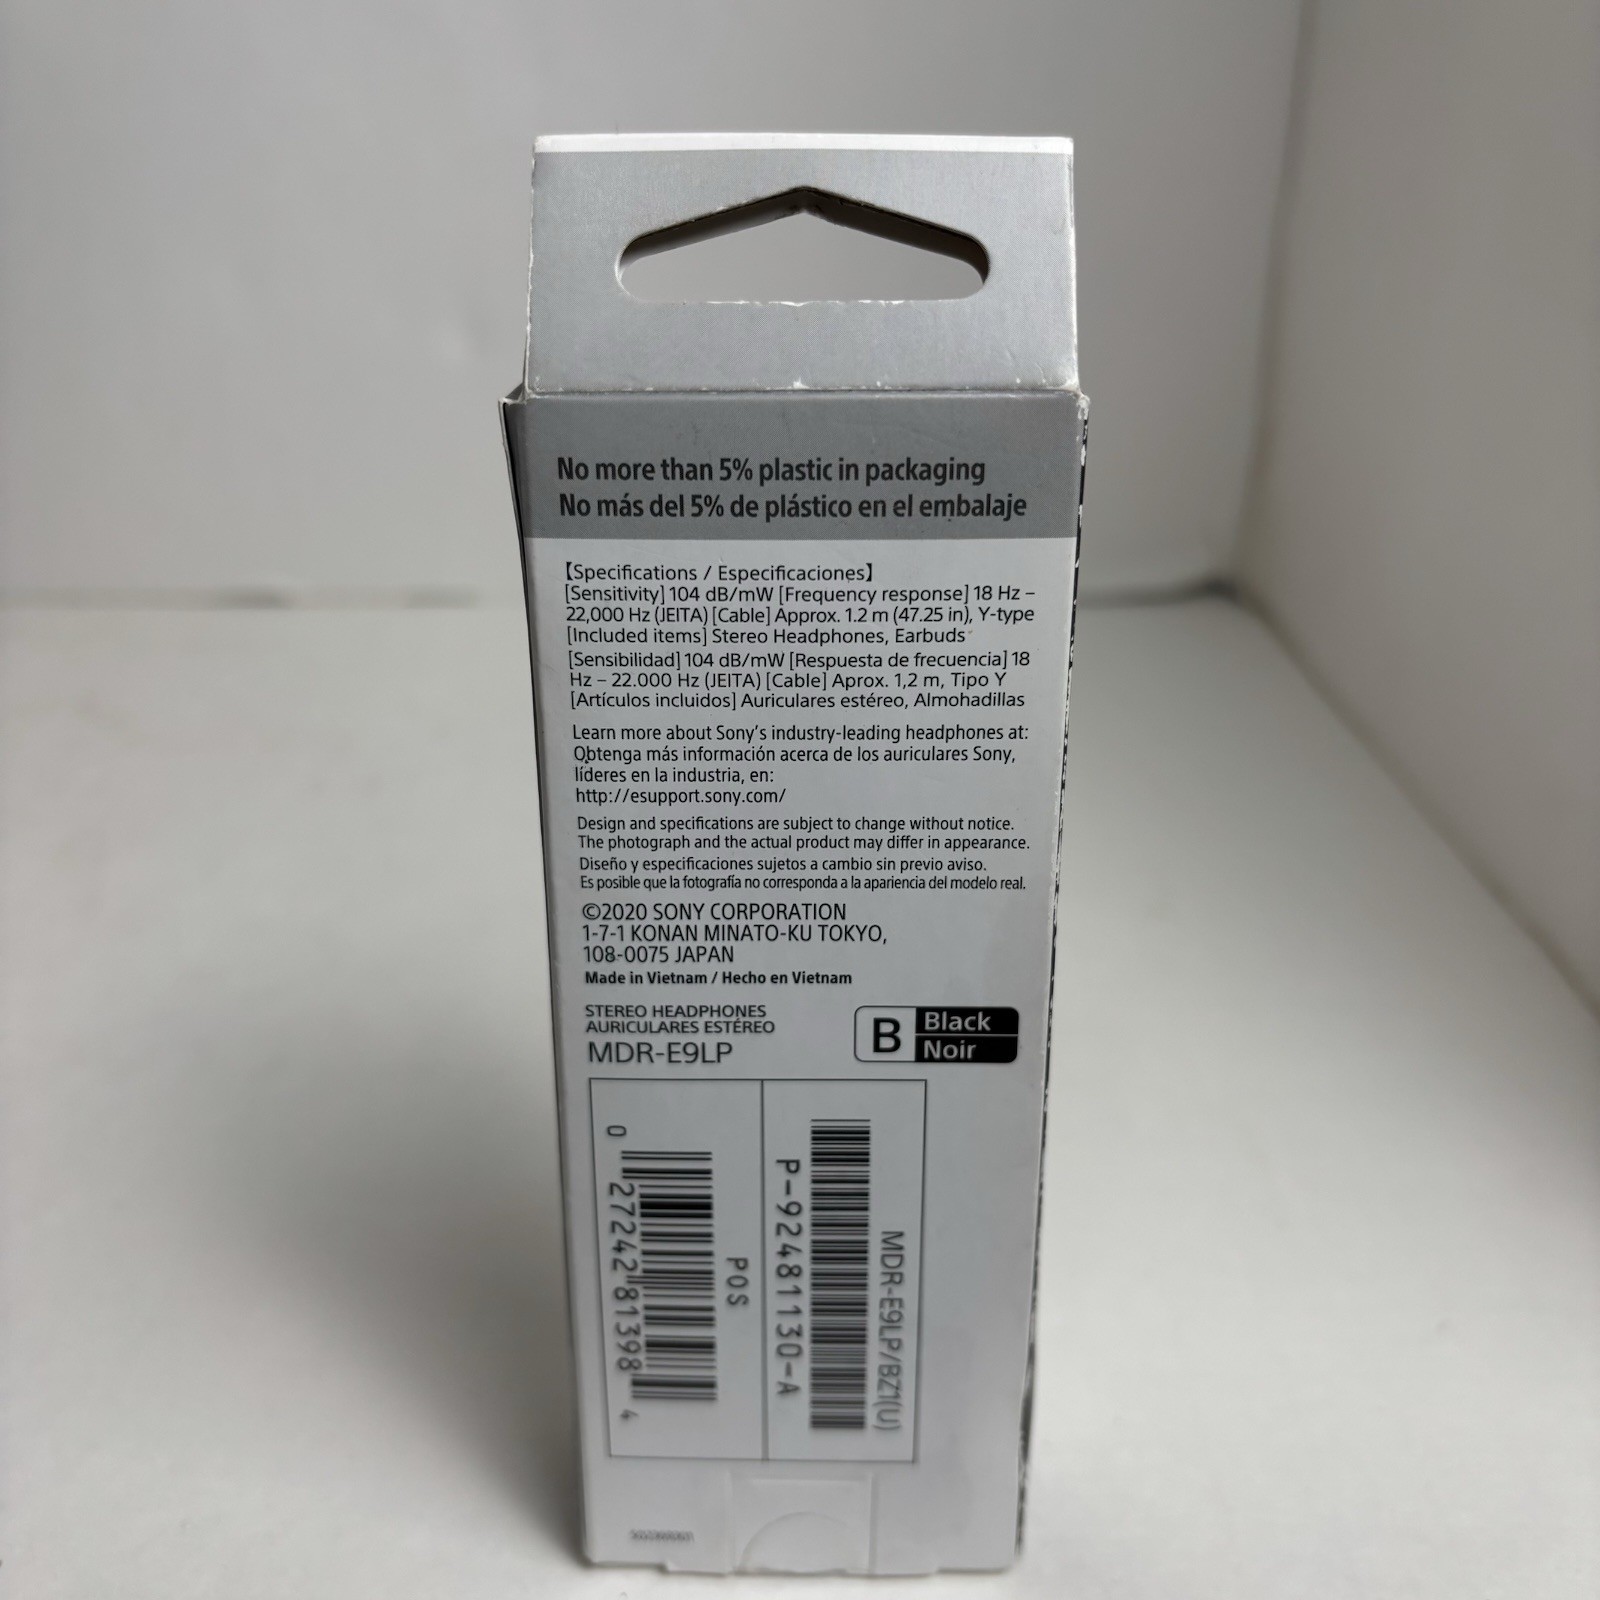 No more than 5% plastic in packaging
No más del 5% de plástico en el embalaje
【Specifications / Especificaciones】
[Sensitivity] 104 dB/mW [Frequency response] 18 Hz –
22,000 Hz (JEITA) [Cable] Approx. 1.2 m (47.25 in), Y-type
[Included items] Stereo Headphones, Earbuds
[Sensibilidad] 104 dB/mW [Respuesta de frecuencia] 18
Hz – 22.000 Hz (JEITA) [Cable] Aprox. 1,2 m, Tipo Y
[Artículos incluidos] Auriculares estéreo, Almohadillas
Learn more about Sony's industry-leading headphones at:
Obtenga más información acerca de los auriculares Sony,
líderes en la industria, en:
http://esupport.sony.com/
Design and specifications are subject to change without notice.
The photograph and the actual product may differ in appearance.
Diseño y especificaciones sujetos a cambio sin previo aviso.
Es posible que la fotografía no corresponda a la apariencia del modelo real.
©2020 SONY CORPORATION
1-7-1 KONAN MINATO-KU TOKYO,
108-0075 JAPAN
Made in Vietnam / Hecho en Vietnam
STEREO HEADPHONES
AURICULARES ESTÉREO
MDR-E9LP
B
Black
Noir
MDR-E9LP/BZ1(U)
P-92481130-A
POS
0 27242 81398 4